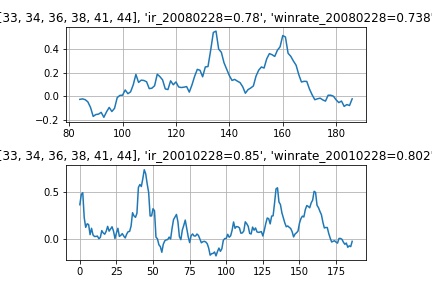 [33, 34, 36, 38, 41, 44], 'ir_20080228=0.78', 'winrate_20080228=0.738'
0.4
0.2
0.0
−0.2
80 100 120 140 160 180
[33, 34, 36, 38, 41, 44], 'ir_20010228=0.85', 'winrate_20010228=0.802'
0.5
0.0
0 25 50 75 100 125 150 175